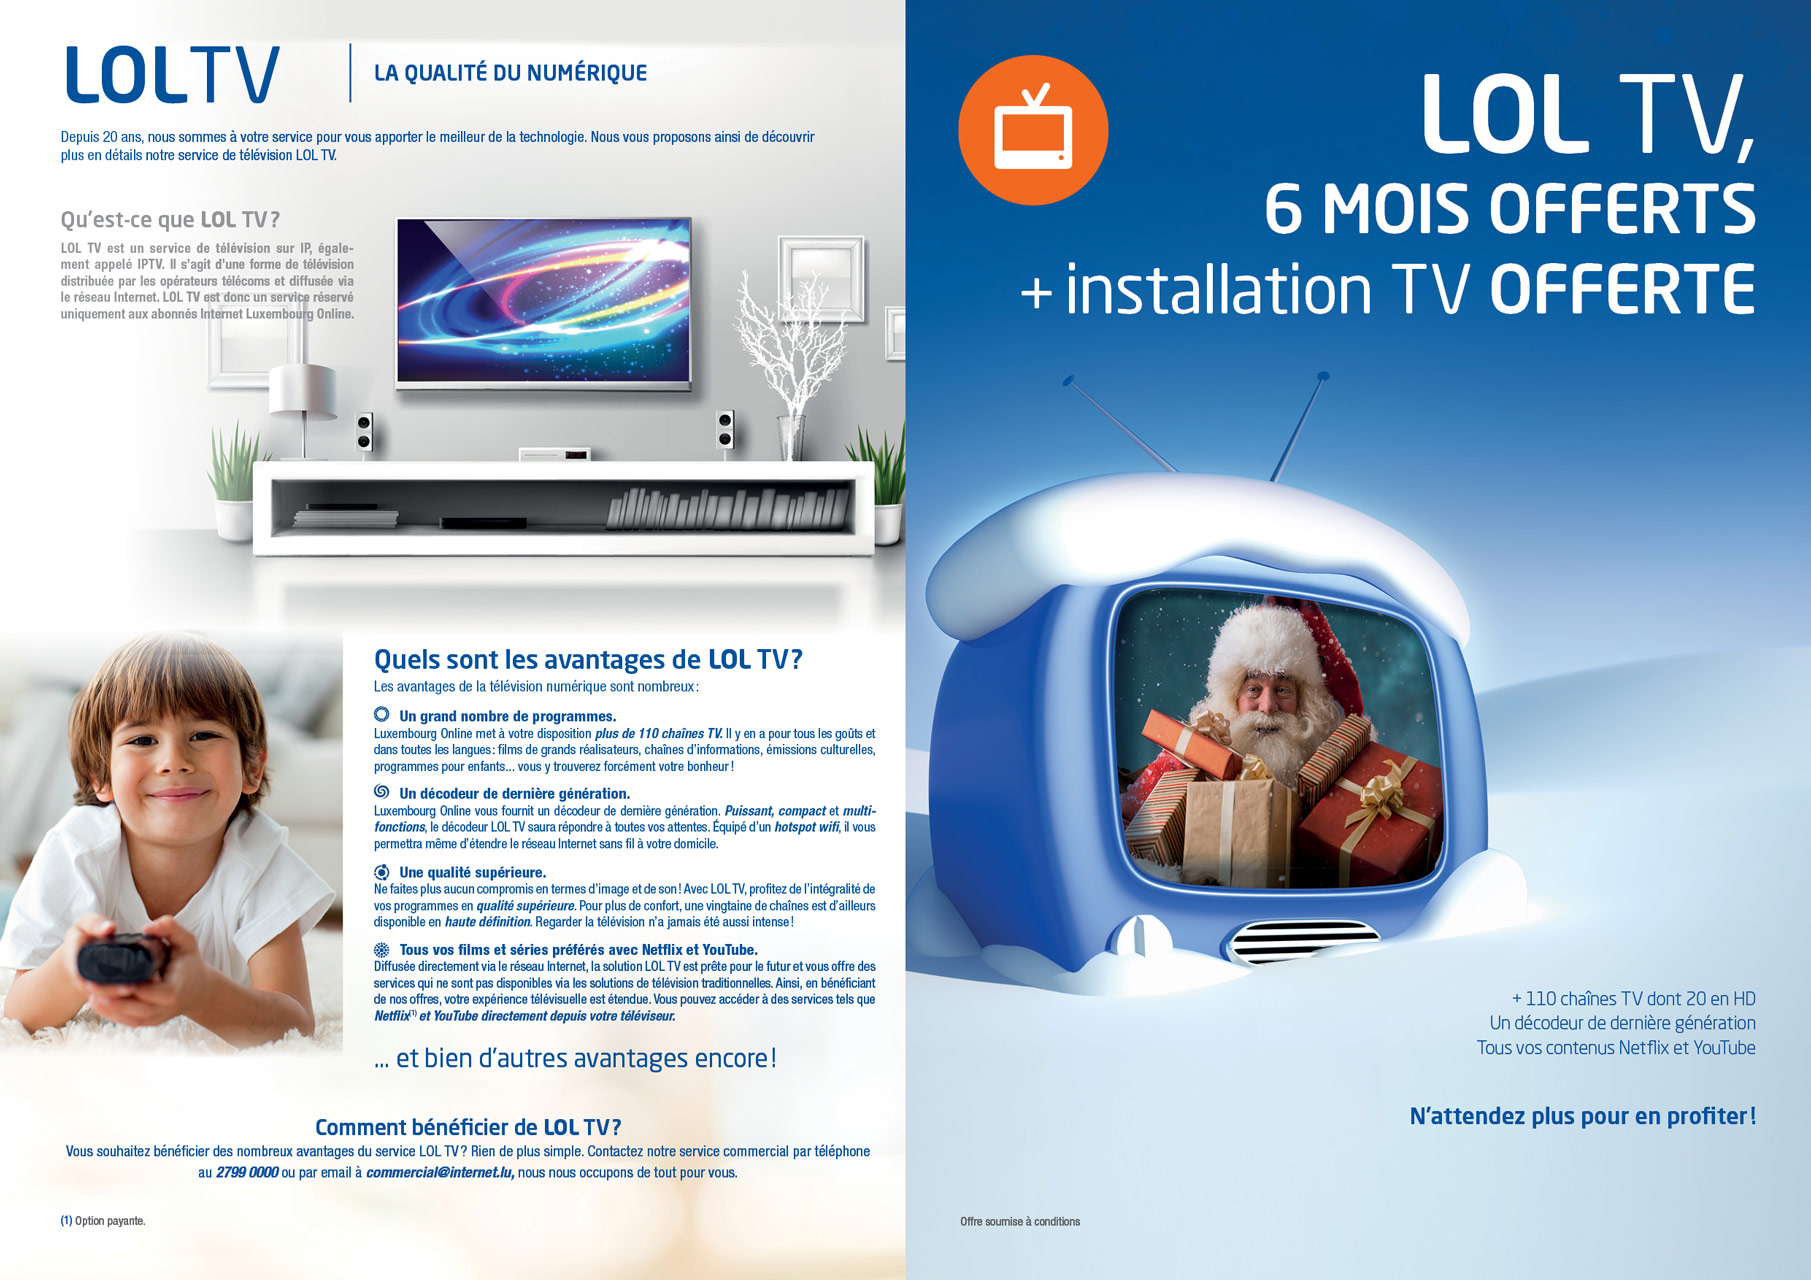 LOLTV
LA QUALITÉ DU NUMÉRIQUE
Depuis 20 ans, nous sommes à votre service pour vous apporter le meilleur de la technologie. Nous vous proposons ainsi de découvrir
plus en détails notre service de télévision LOL TV.
Qu'est-ce que LOL TV ?
LOL TV est un service de télévision sur IP, égale-
ment appelé IPTV. Il s'agit d'une forme de télévision
distribuée par les opérateurs télécoms et diffusée via
le réseau Internet. LOL TV est donc un service réservé
uniquement aux abonnés Internet Luxembourg Online.
Quels sont les avantages de LOL TV ?
Les avantages de la télévision numérique sont nombreux :
Un grand nombre de programmes.
Luxembourg Online met à votre disposition plus de 110 chaînes TV. Il y en a pour tous les goûts et
dans toutes les langues : films de grands réalisateurs, chaînes d'informations, émissions culturelles,
programmes pour enfants... vous y trouverez forcément votre bonheur !
Un décodeur de dernière génération.
Luxembourg Online vous fournit un décodeur de dernière génération. Puissant, compact et multi-
fonctions, le décodeur LOL TV saura répondre à toutes vos attentes. Équipé d'un hotspot wifi, il vous
permettra même d'étendre le réseau Internet sans fil à votre domicile.
Une qualité supérieure.
Ne faites plus aucun compromis en termes d'image et de son ! Avec LOL TV, profitez de l'intégralité de
vos programmes en qualité supérieure. Pour plus de confort, une vingtaine de chaînes est d'ailleurs
disponible en haute définition. Regarder la télévision n'a jamais été aussi intense !
Tous vos films et séries préférés avec Netflix et YouTube.
Diffusée directement via le réseau Internet, la solution LOL TV est prête pour le futur et vous offre des
services qui ne sont pas disponibles via les solutions de télévision traditionnelles. Ainsi, en bénéficiant
de nos offres, votre expérience télévisuelle est étendue. Vous pouvez accéder à des services tels que
Netflix(1) et YouTube directement depuis votre téléviseur.
... et bien d'autres avantages encore !
Comment bénéficier de LOL TV ?
Vous souhaitez bénéficier des nombreux avantages du service LOL TV ? Rien de plus simple. Contactez notre service commercial par téléphone
au 2799 0000 ou par email à commercial@internet.lu, nous nous occupons de tout pour vous.
(1) Option payante.
LOL TV,
6 MOIS OFFERTS
+ installation TV OFFERTE
+ 110 chaînes TV dont 20 en HD
Un décodeur de dernière génération
Tous vos contenus Netflix et YouTube
N'attendez plus pour en profiter !
Offre soumise à conditions